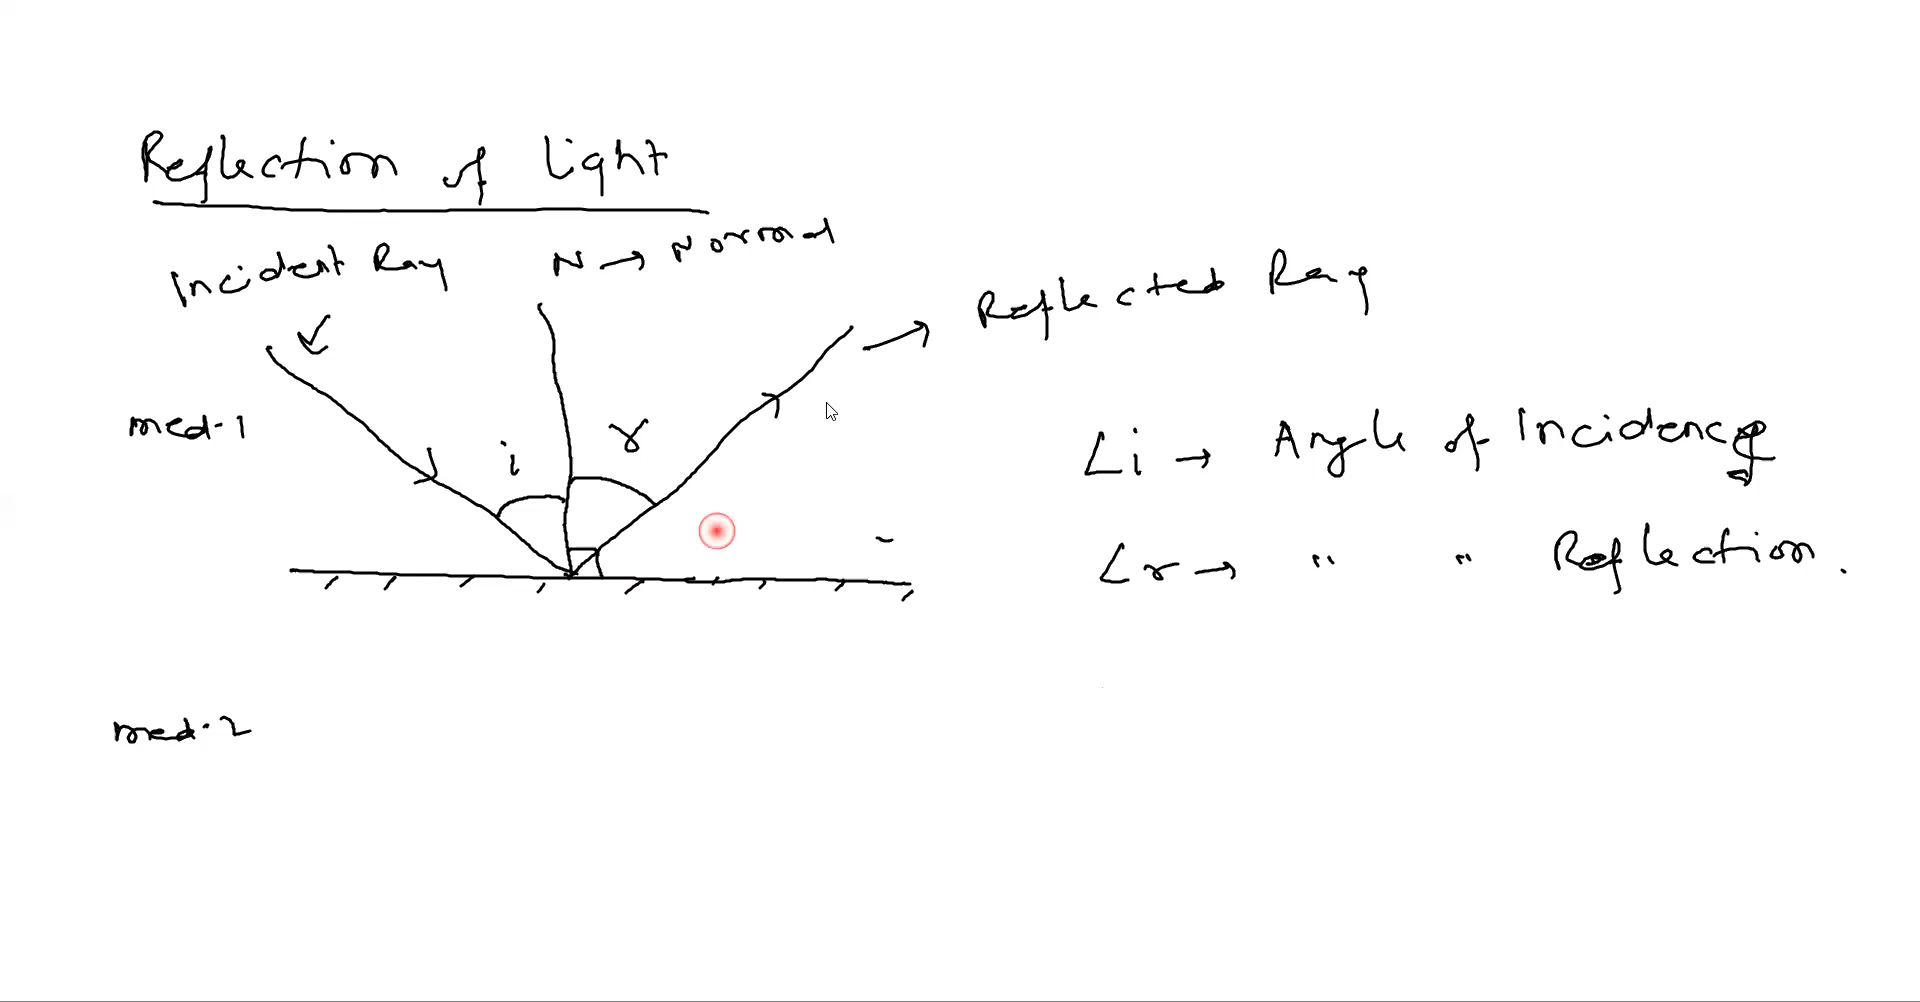 Reflection of light
Incident Ray
N → Normal
Reflected Ray
med-1
i
r
∠i → Angle of Incidence
∠r → " " Reflection.
med-2